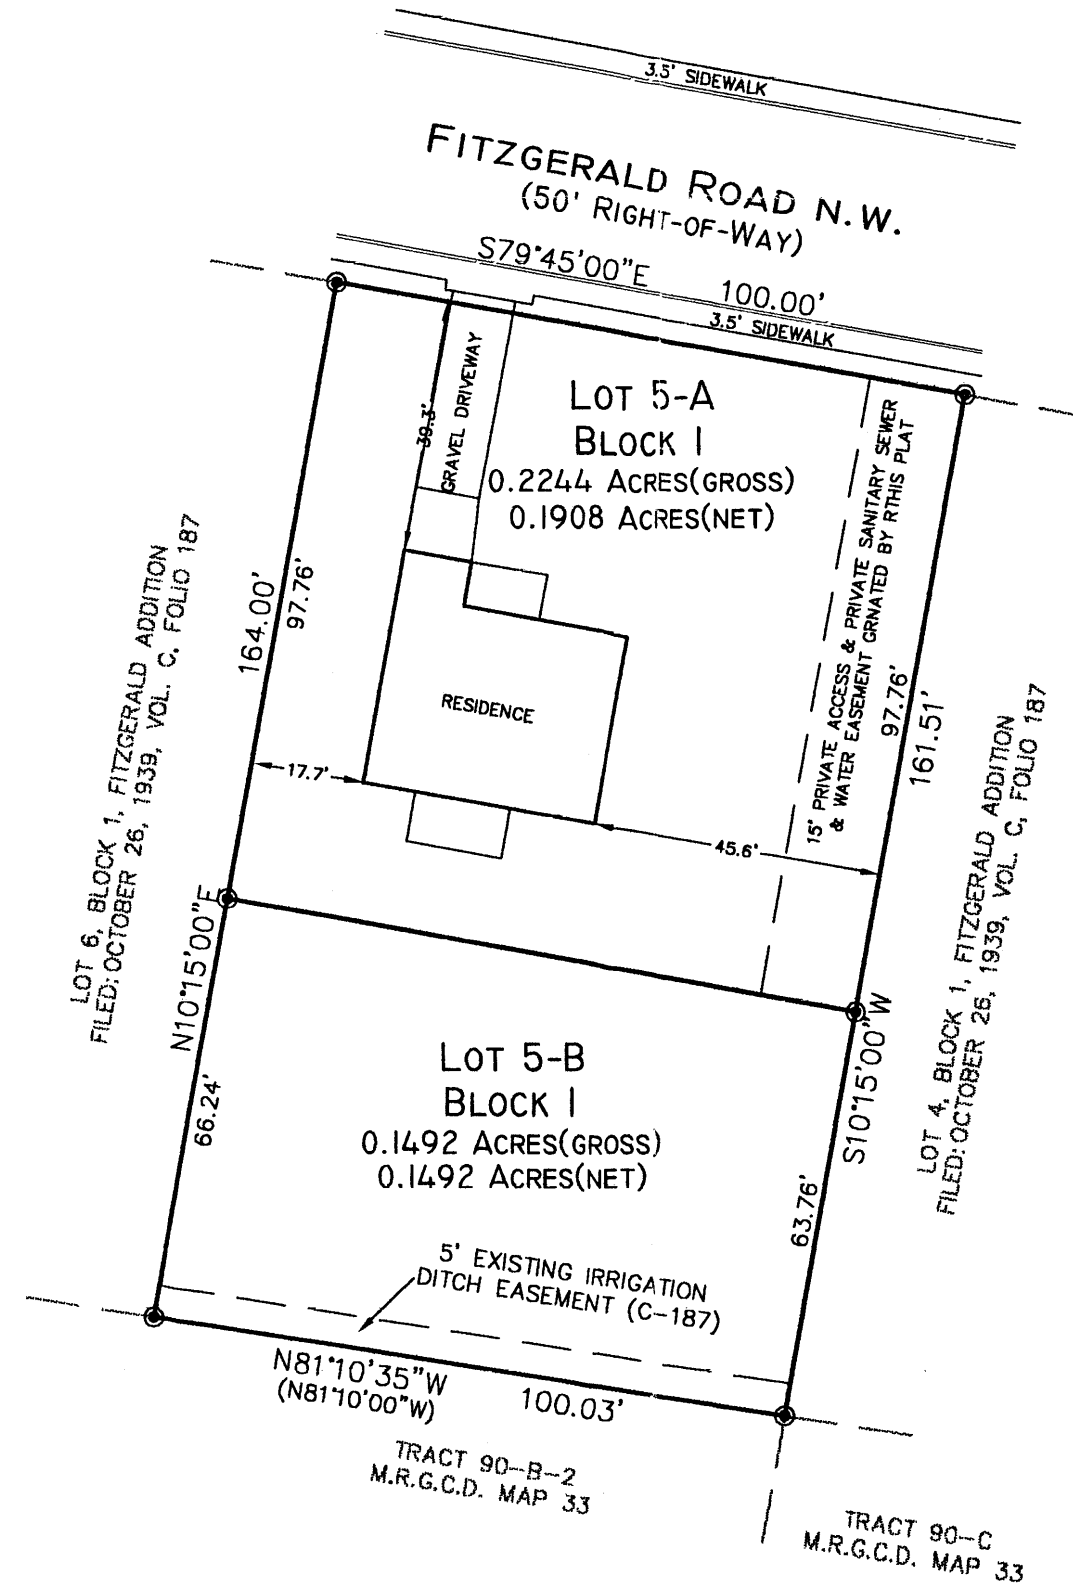 3.5' SIDEWALK
FITZGERALD ROAD N.W.
(50' RIGHT-OF-WAY)
S79°45'00"E 100.00'
3.5' SIDEWALK
GRAVEL DRIVEWAY
39.3'
LOT 5-A
BLOCK 1
0.2244 ACRES(GROSS)
0.1908 ACRES(NET)
15' PRIVATE ACCESS & PRIVATE SANITARY SEWER
& WATER EASEMENT GRNATED BY RTHIS PLAT
164.00'
97.76'
LOT 6, BLOCK 1, FITZGERALD ADDITION
FILED: OCTOBER 26, 1939, VOL. C, FOLIO 187
RESIDENCE
17.7'
45.6'
97.76'
161.51'
LOT 4, BLOCK 1, FITZGERALD ADDITION
FILED: OCTOBER 26, 1939, VOL. C, FOLIO 187
N10°15'00"E
S10°15'00"W
66.24'
LOT 5-B
BLOCK 1
0.1492 ACRES(GROSS)
0.1492 ACRES(NET)
63.76'
5' EXISTING IRRIGATION
DITCH EASEMENT (C-187)
N81°10'35"W 100.03'
(N81°10'00"W)
TRACT 90-B-2
M.R.G.C.D. MAP 33
TRACT 90-C
M.R.G.C.D. MAP 33